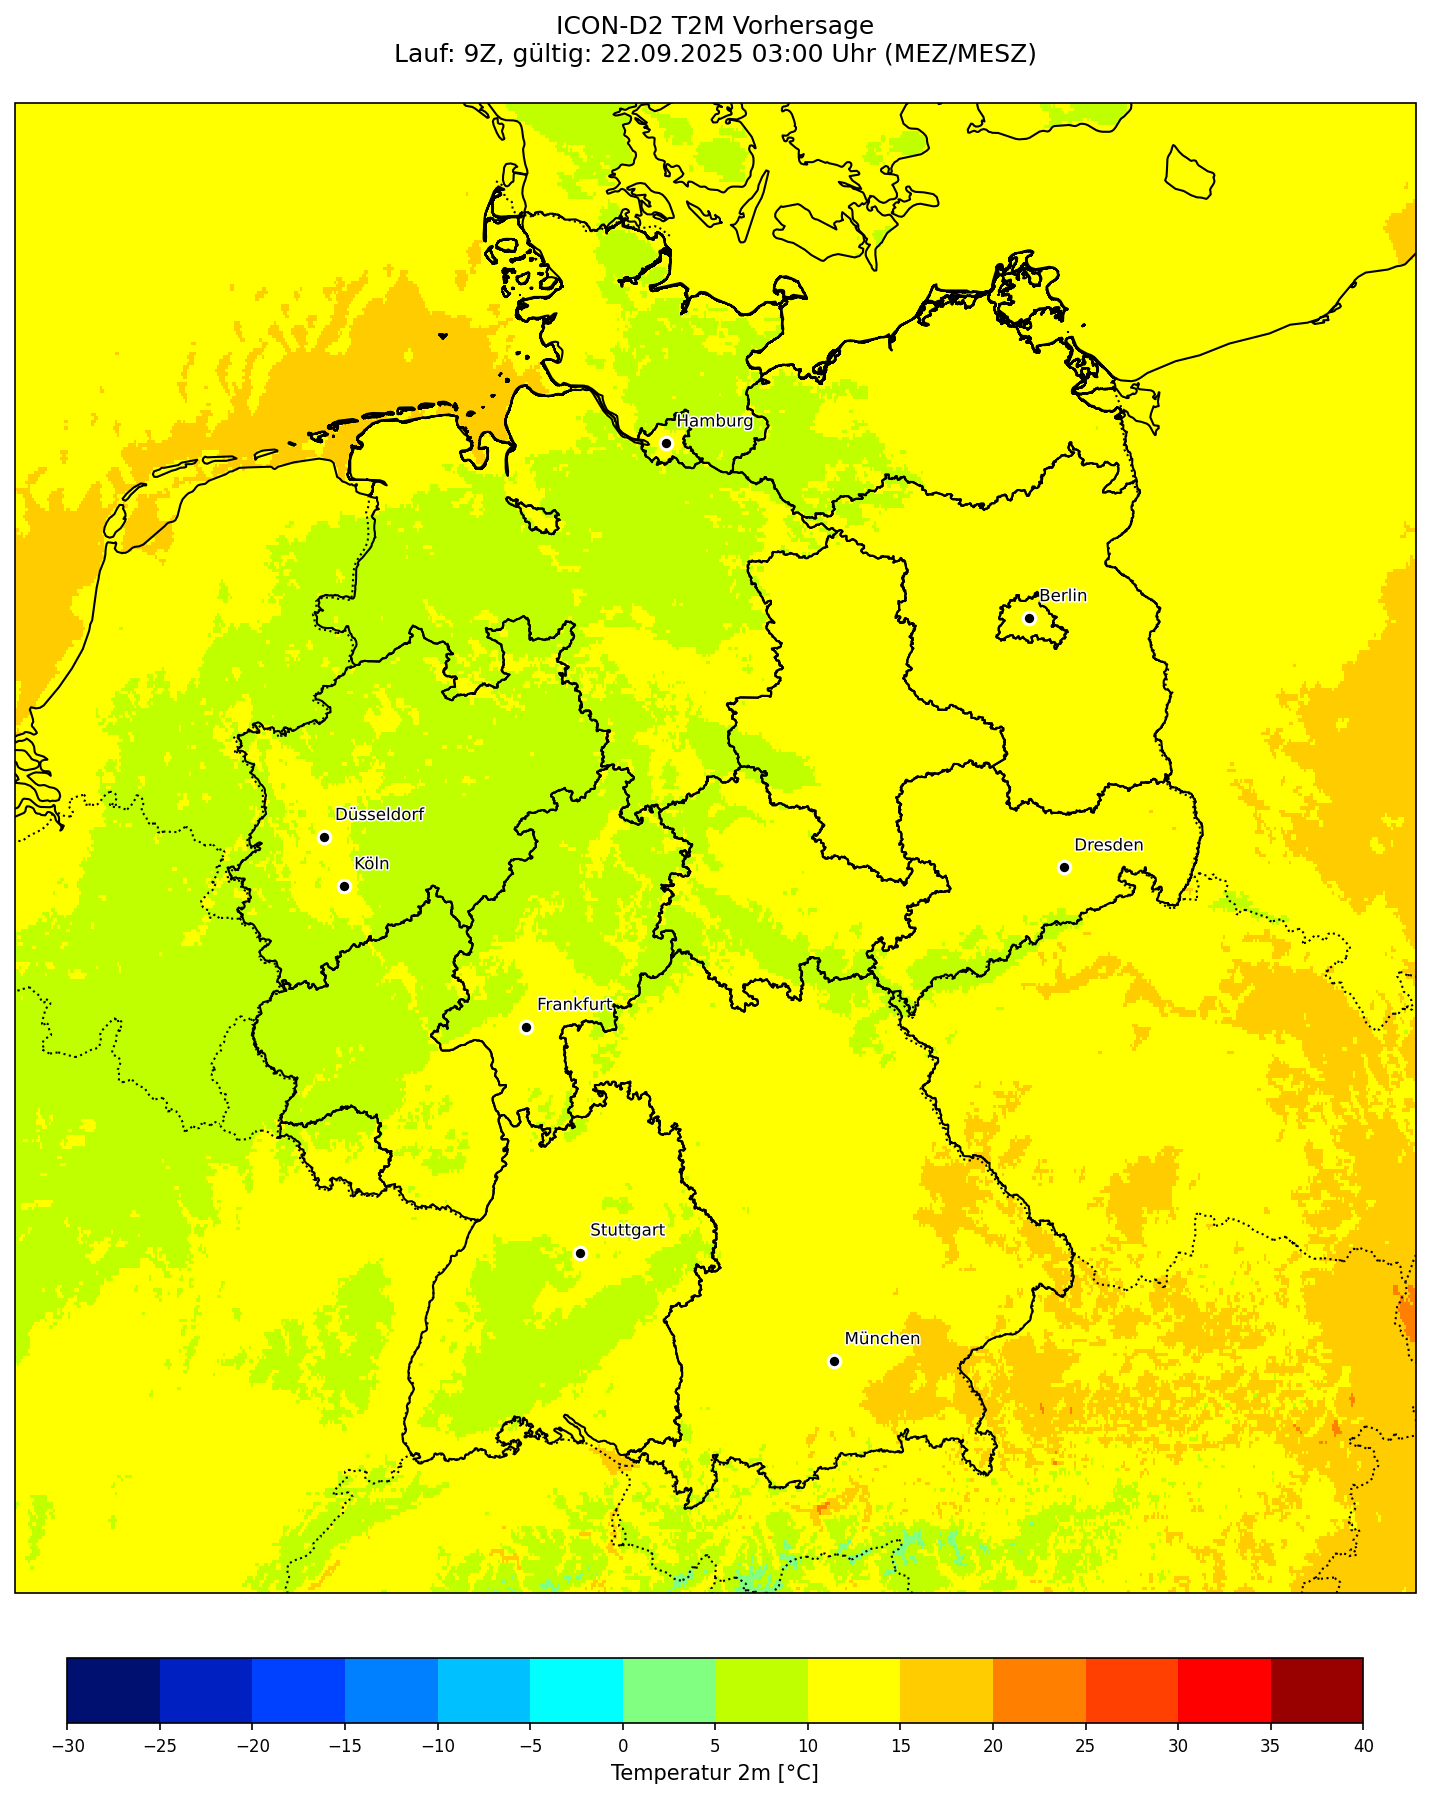 ICON-D2 T2M Vorhersage
Lauf: 9Z, gültig: 22.09.2025 03:00 Uhr (MEZ/MESZ)
Hamburg
Berlin
Düsseldorf
Dresden
Köln
Frankfurt
Stuttgart
München
−30 −25 −20 −15 −10 −5 0 5 10 15 20 25 30 35 40
Temperatur 2m [°C]